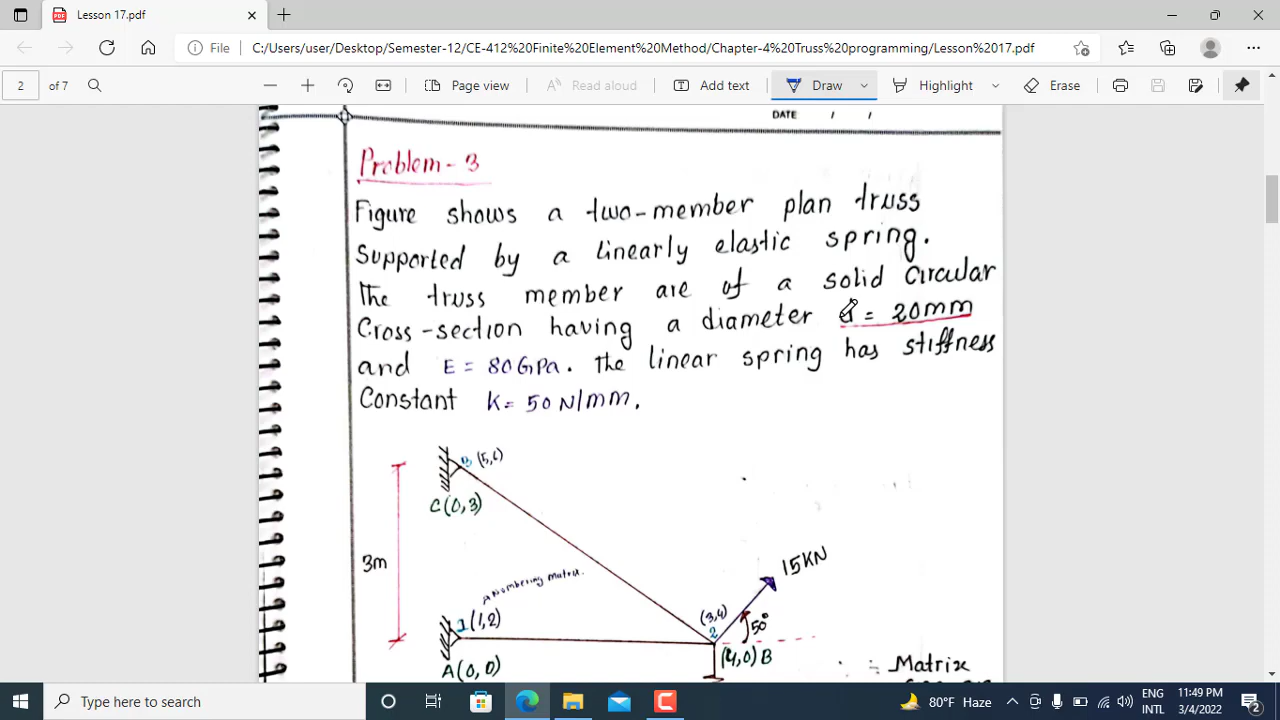 Lesson 17.pdf
File
C:/Users/user/Desktop/Semester-12/CE-412%20Finite%20Element%20Method/Chapter-4%20Truss%20programming/Lesson%2017.pdf
2 of 7
Page view
Read aloud
Add text
Draw
Highlight
Erase
DATE / /
Problem - 3
Figure shows a two-member plan truss
Supported by a linearly elastic spring.
The truss member are of a solid Circular
Cross-section having a diameter d = 20mm
and E = 80GPa. The linear spring has stiffness
Constant K= 50 N/mm.
(5,6)
C(0,3)
3m
Numbering Matrix.
1(1,2)
A(0,0)
15KN
(3,4)
2
50°
(4,0) B
:= Matrix
Type here to search
80°F Haze
ENG
INTL
:49 PM
3/4/2022
2